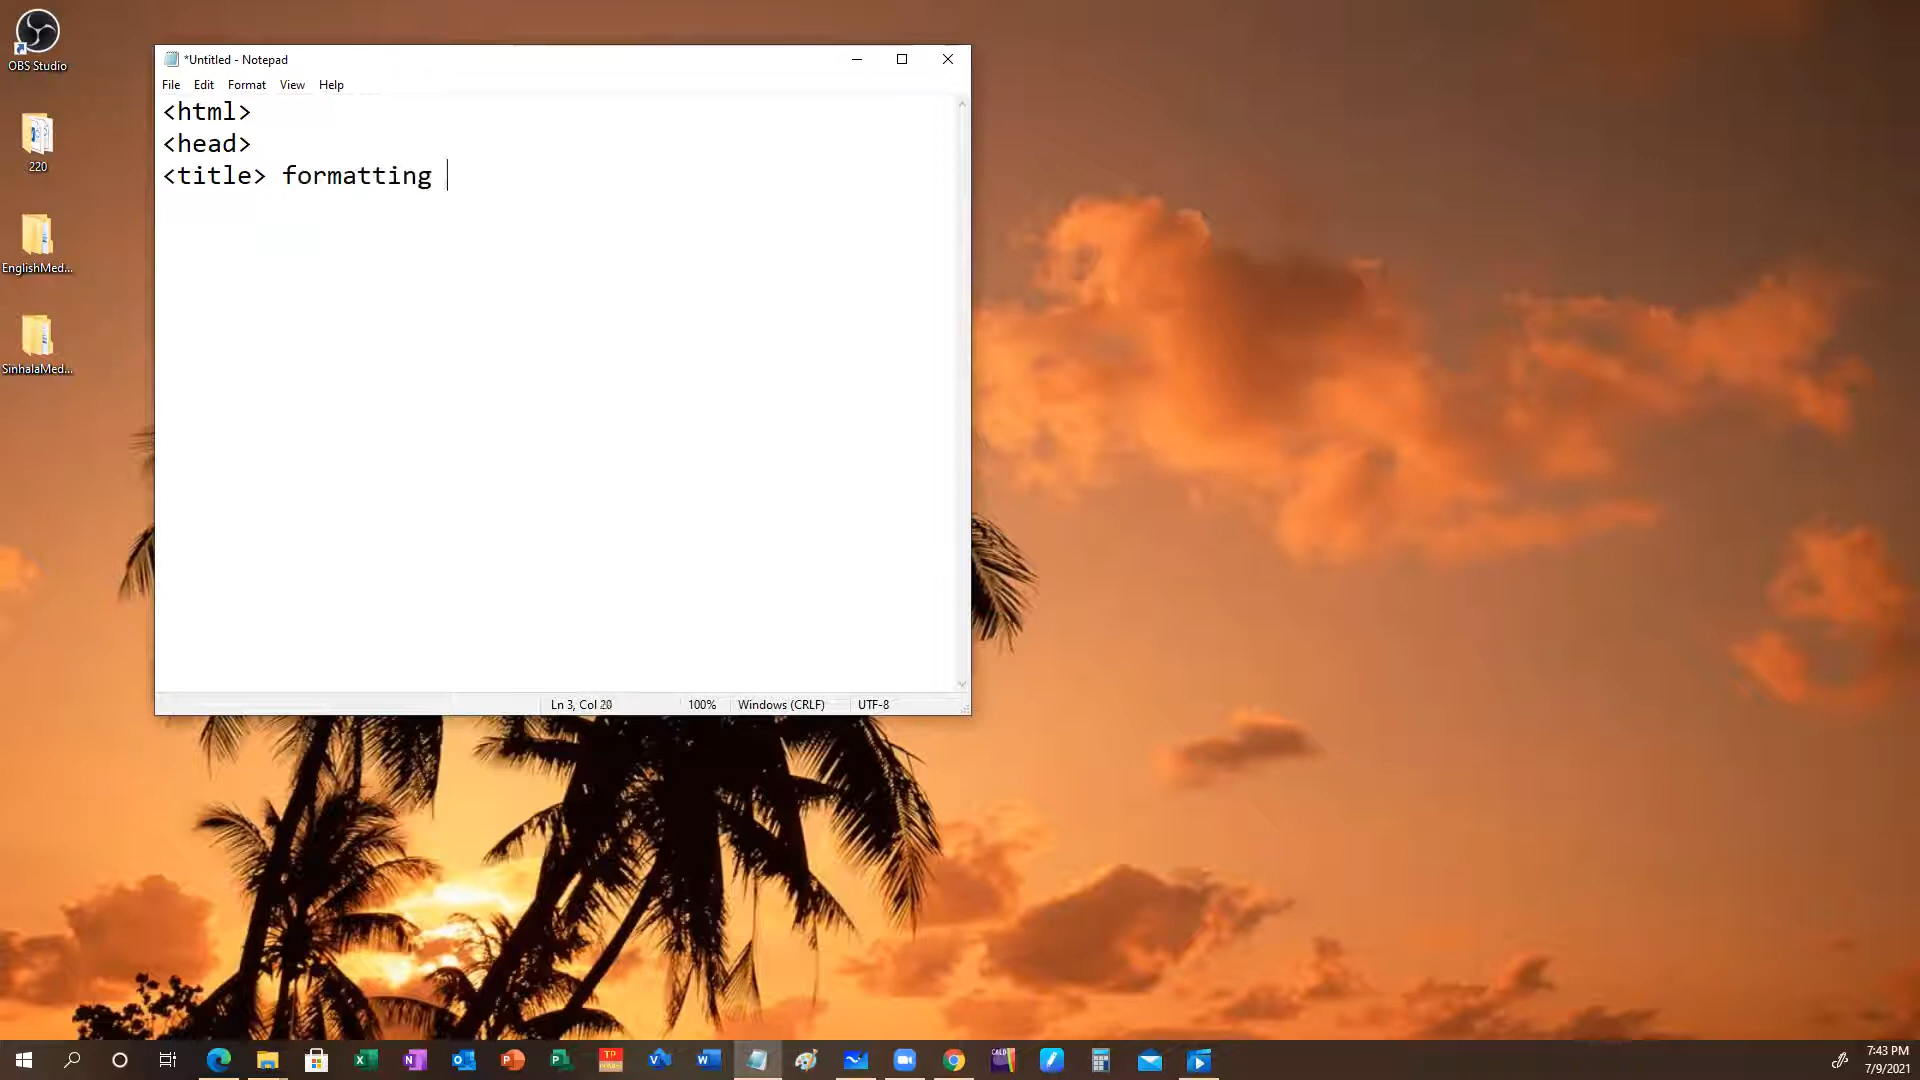 OBS Studio
220
EnglishMed...
SinhalaMed...
*Untitled - Notepad
File Edit Format View Help
<html>
<head>
<title> formatting
Ln 3, Col 20 100% Windows (CRLF) UTF-8
7:43 PM
7/9/2021